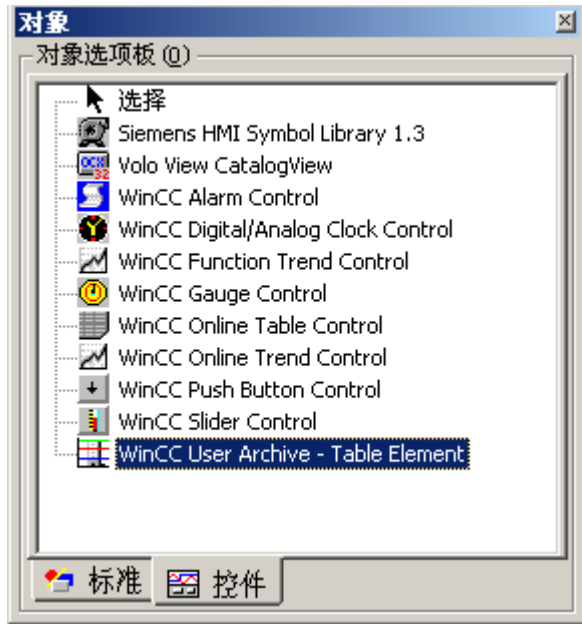 对象
对象选项板 (O)
选择
Siemens HMI Symbol Library 1.3
OCX
32
Volo View CatalogView
WinCC Alarm Control
WinCC Digital/Analog Clock Control
WinCC Function Trend Control
WinCC Gauge Control
WinCC Online Table Control
WinCC Online Trend Control
WinCC Push Button Control
WinCC Slider Control
WinCC User Archive - Table Element
标准 控件